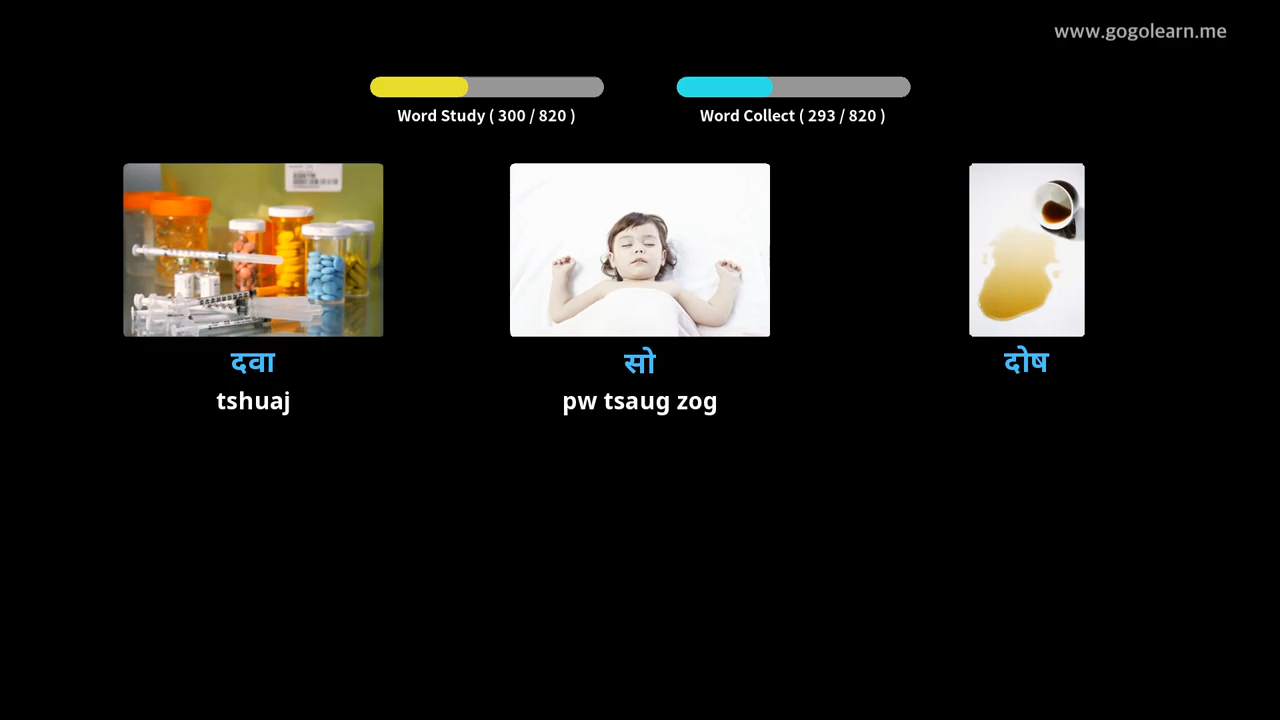 www.gogolearn.me
Word Study ( 300 / 820 )
Word Collect ( 293 / 820 )
दवा
tshuaj
सो
pw tsaug zog
दोष